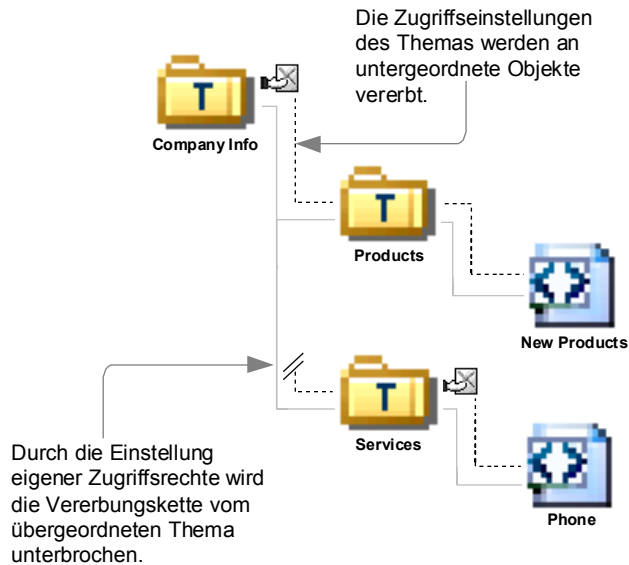 Die Zugriffseinstellungen
des Themas werden an
untergeordnete Objekte
vererbt.
T
Company Info
T
Products
New Products
T
Services
Phone
Durch die Einstellung
eigener Zugriffsrechte wird
die Vererbungskette vom
übergeordneten Thema
unterbrochen.